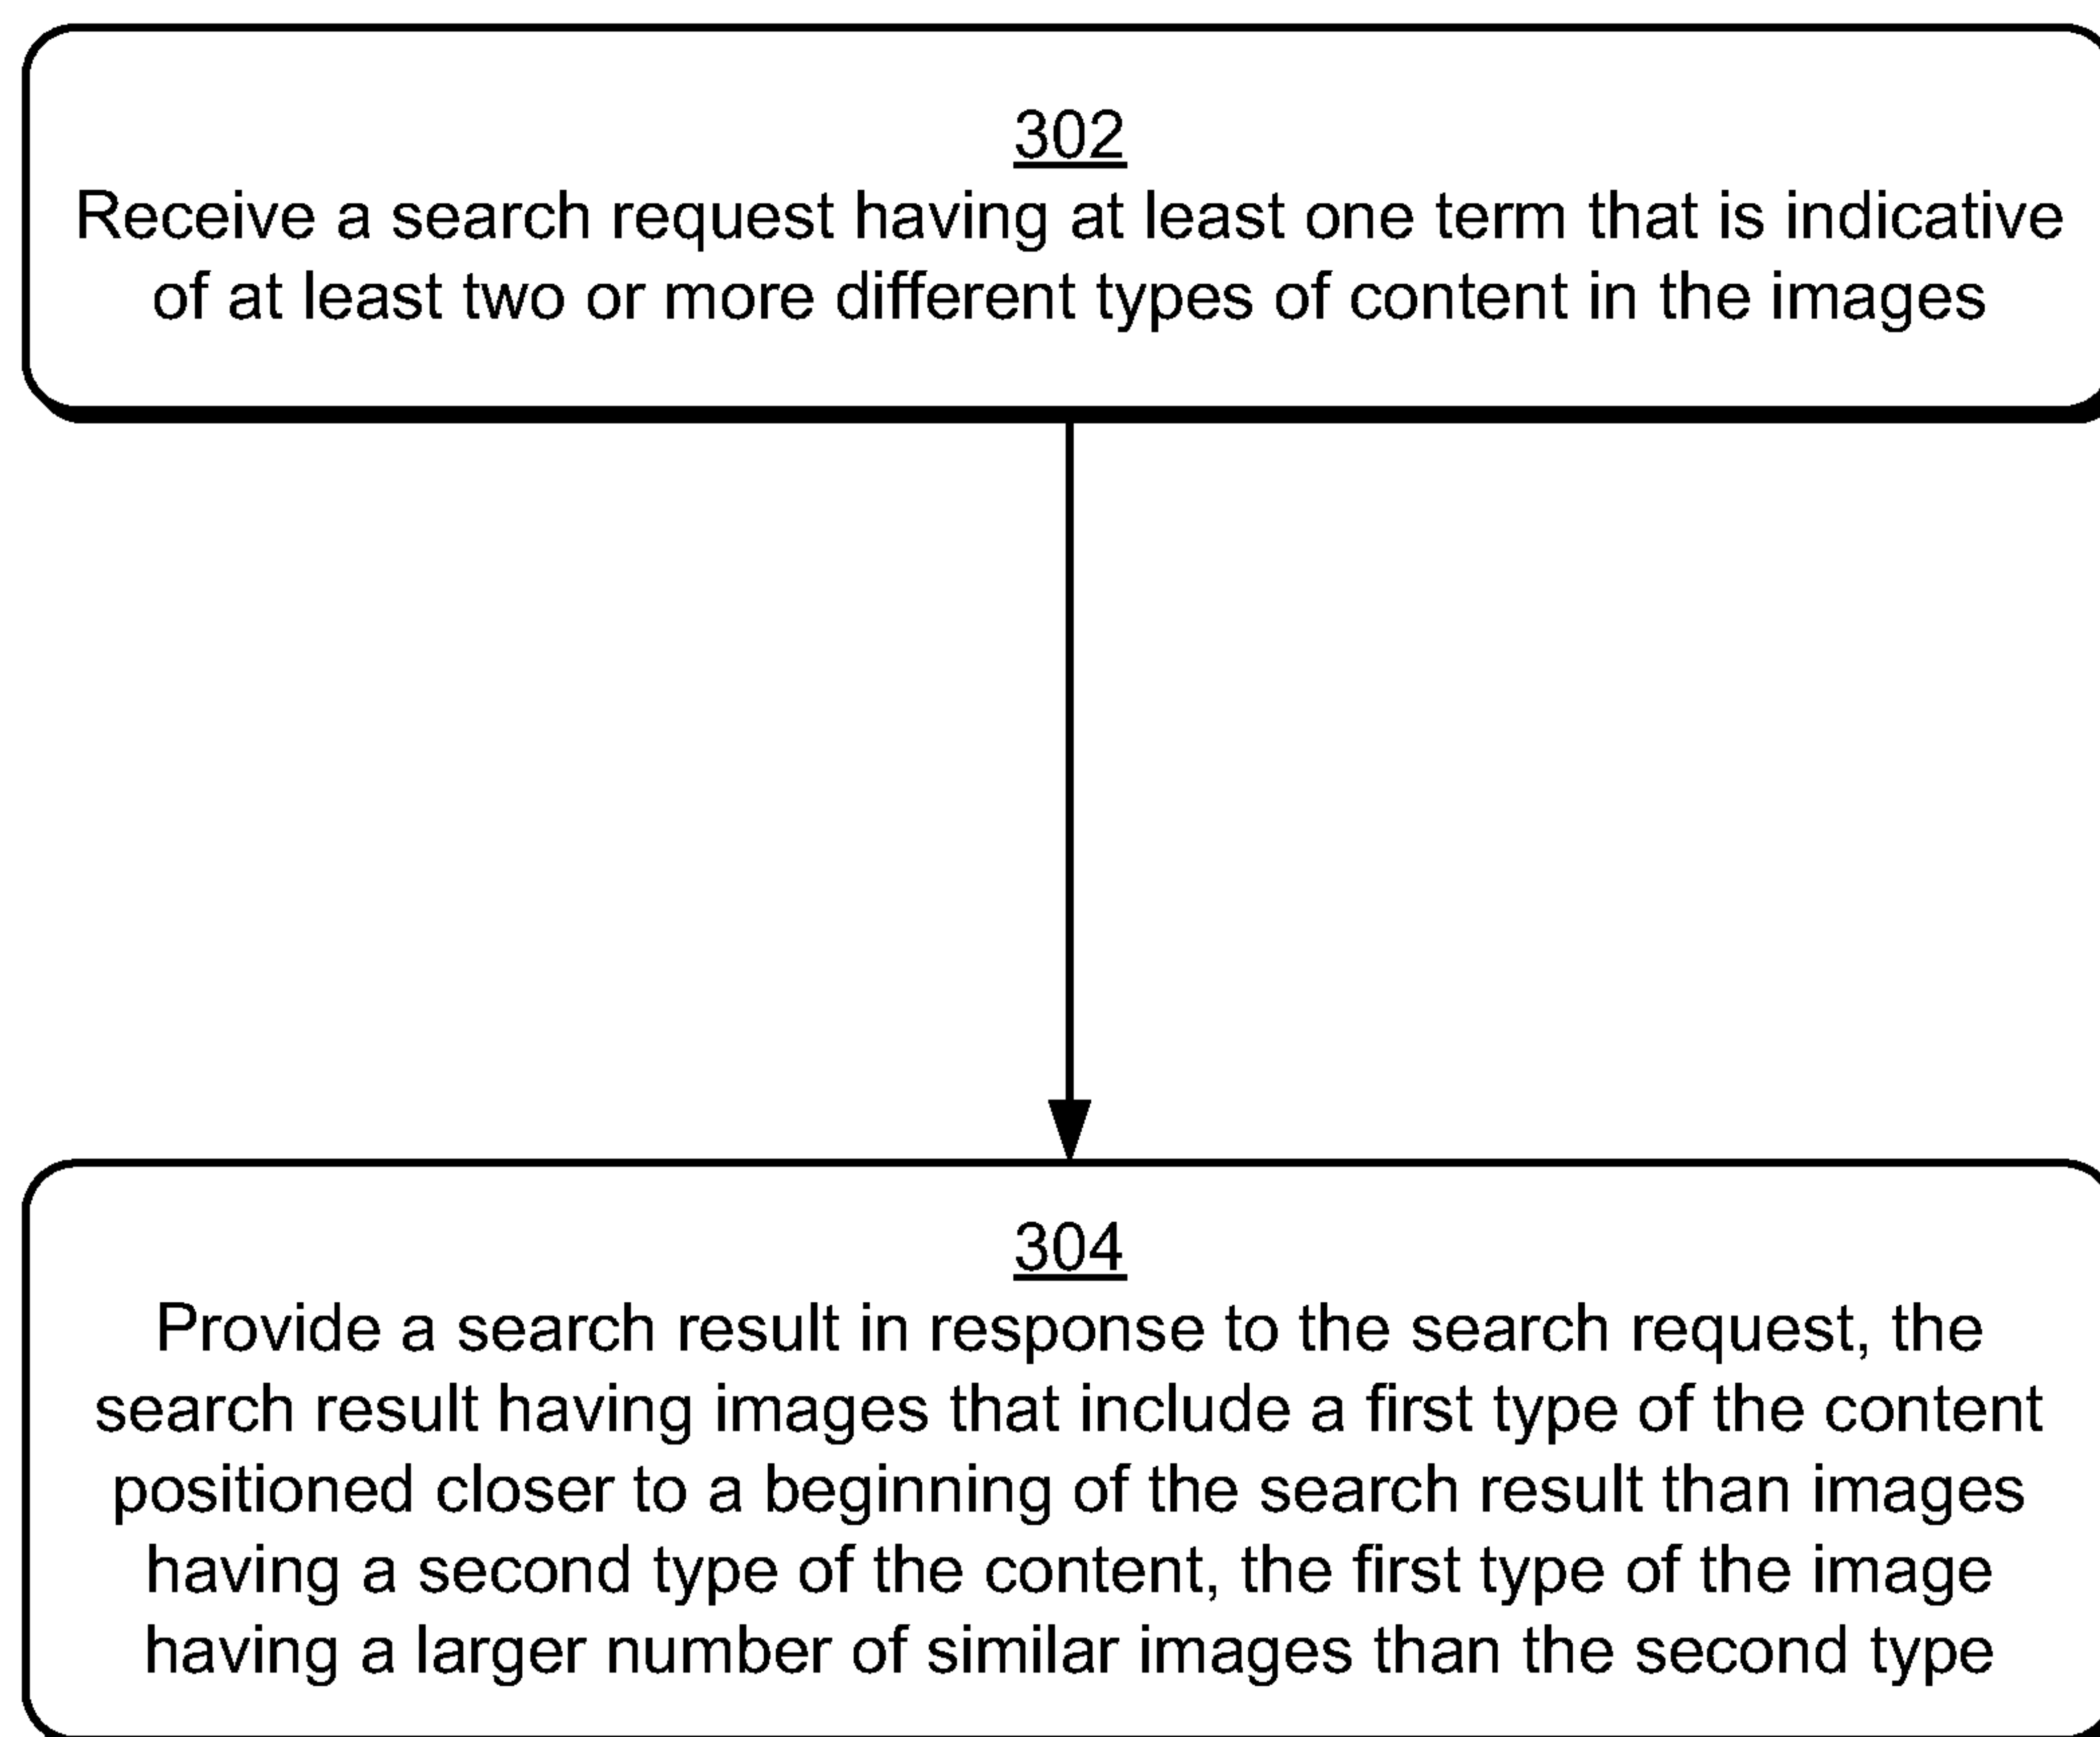 302
Receive a search request having at least one term that is indicative
of at least two or more different types of content in the images
304
Provide a search result in response to the search request, the
search result having images that include a first type of the content
positioned closer to a beginning of the search result than images
having a second type of the content, the first type of the image
having a larger number of similar images than the second type